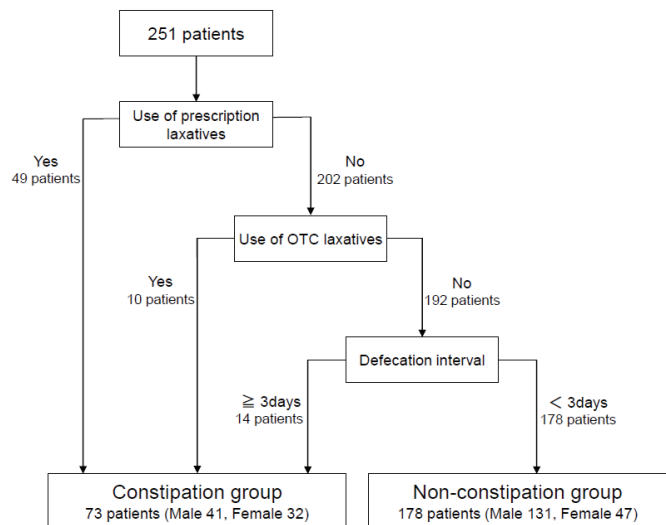 251 patients
Use of prescription
laxatives
Yes
49 patients
No
202 patients
Use of OTC laxatives
Yes
10 patients
No
192 patients
Defecation interval
≧ 3days
14 patients
< 3days
178 patients
Constipation group
73 patients (Male 41, Female 32)
Non-constipation group
178 patients (Male 131, Female 47)